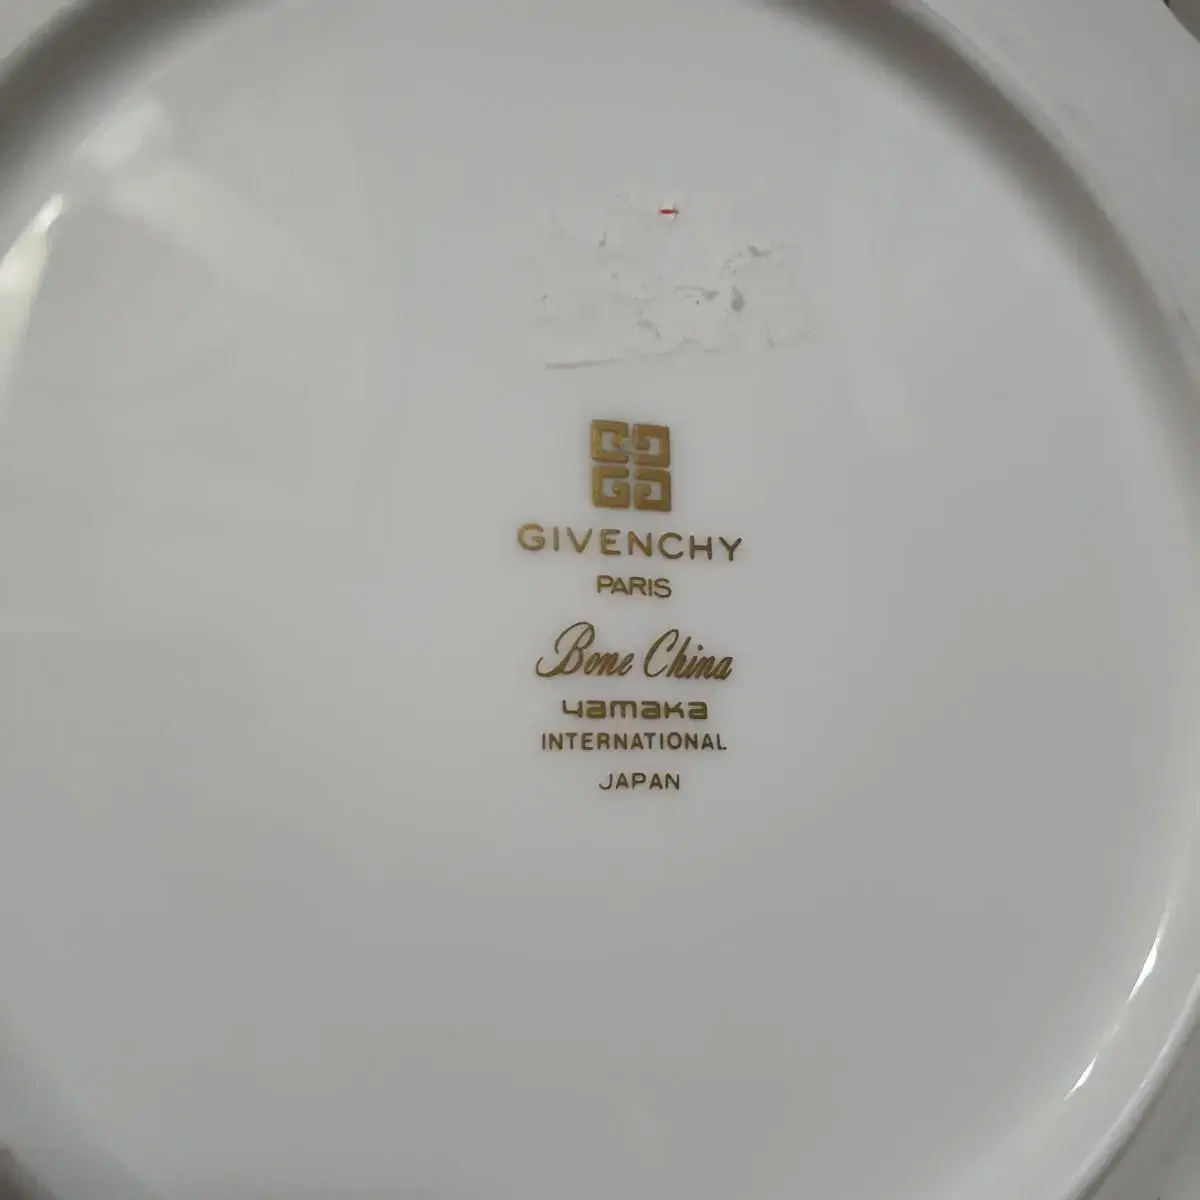 GIVENCHY
PARIS
Bone China
yamaka
INTERNATIONAL
JAPAN